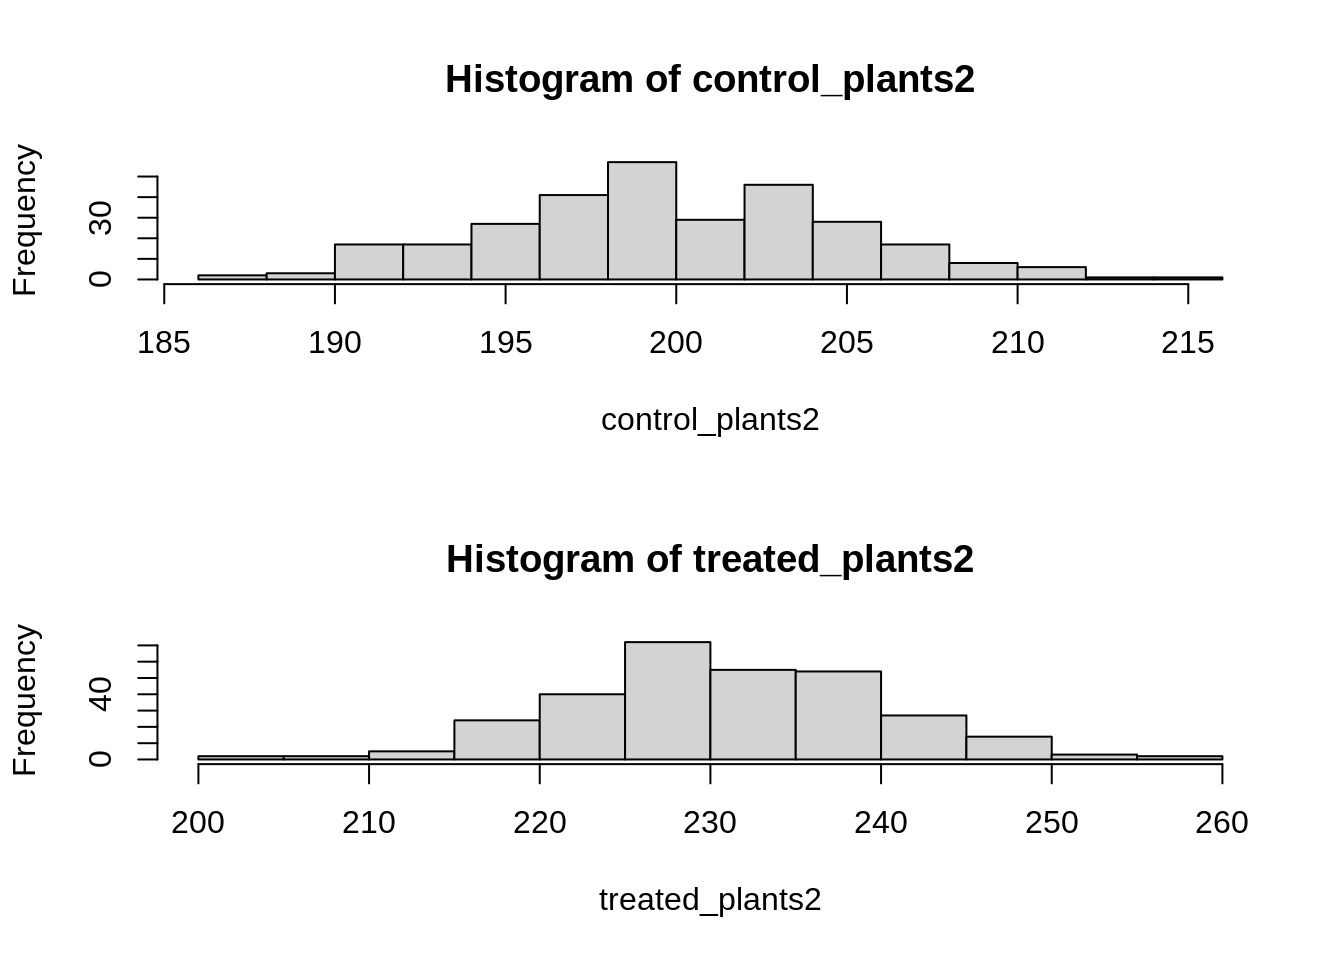 Histogram of control_plants2
Frequency
30
0
185 190 195 200 205 210 215
control_plants2
Histogram of treated_plants2
Frequency
40
0
200 210 220 230 240 250 260
treated_plants2